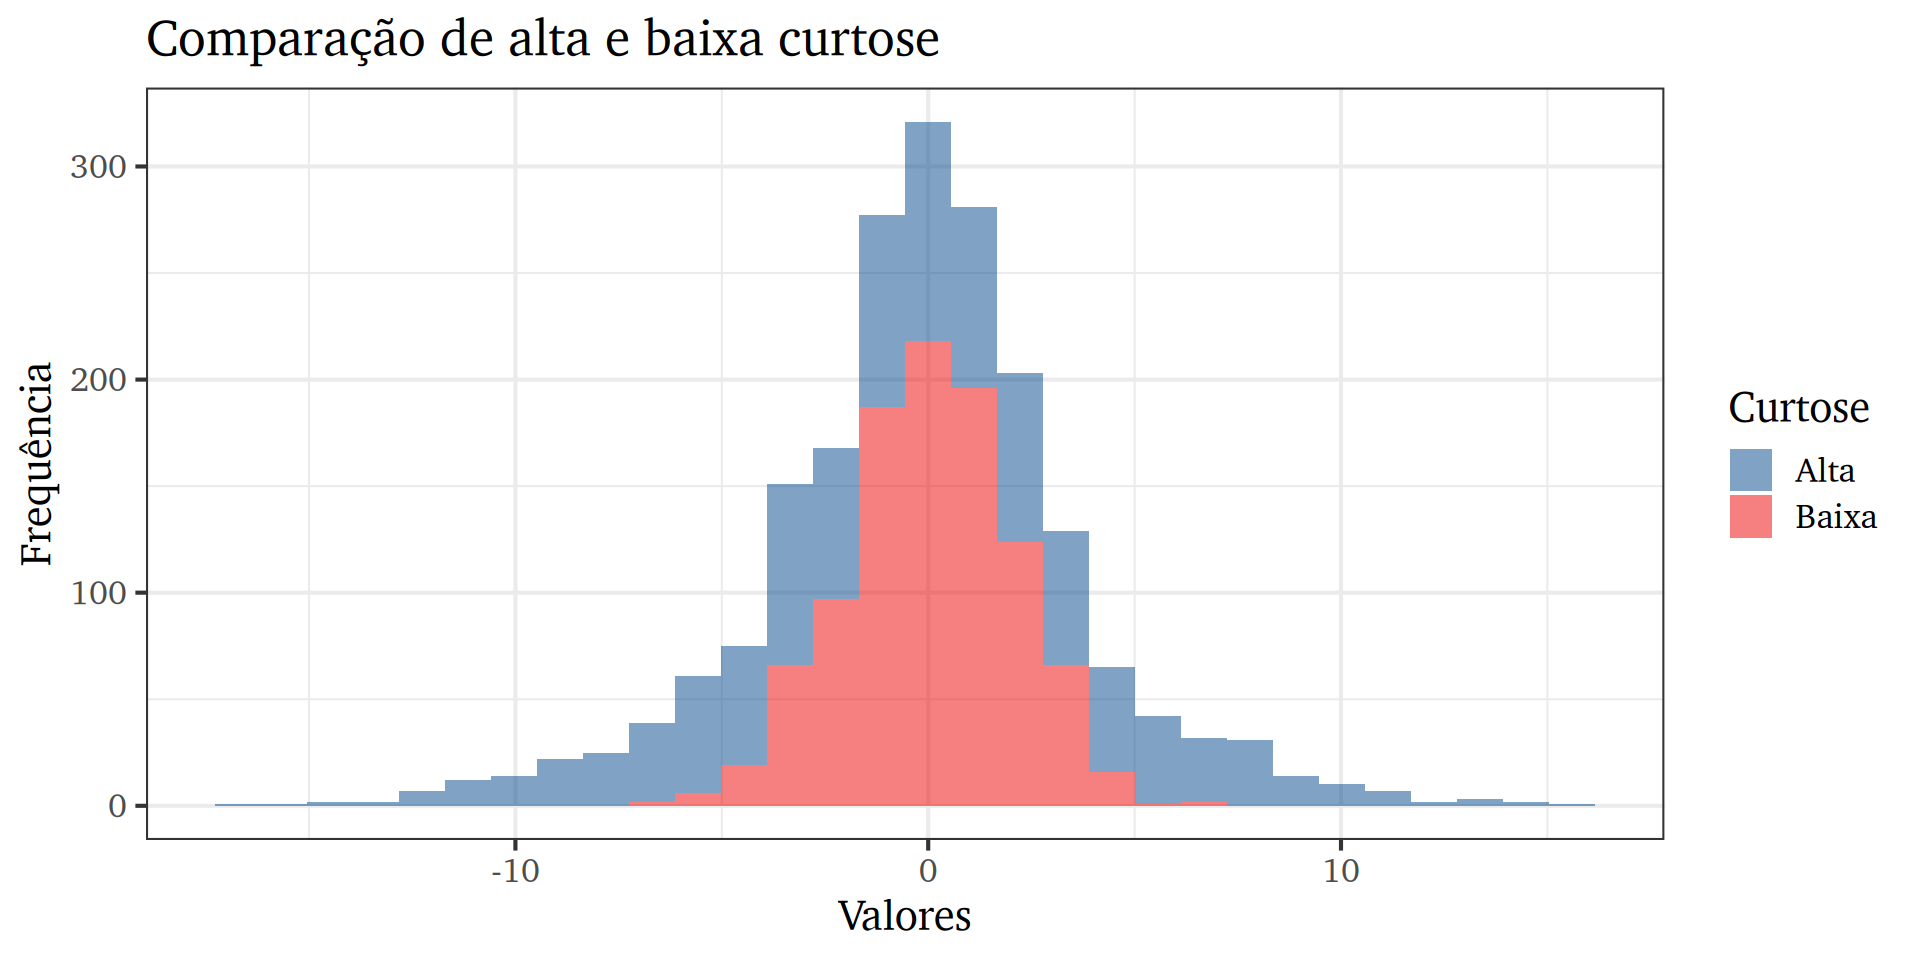 Comparação de alta e baixa curtose
Frequência
300
200
100
0
-10
0
10
Valores
Curtose
Alta
Baixa